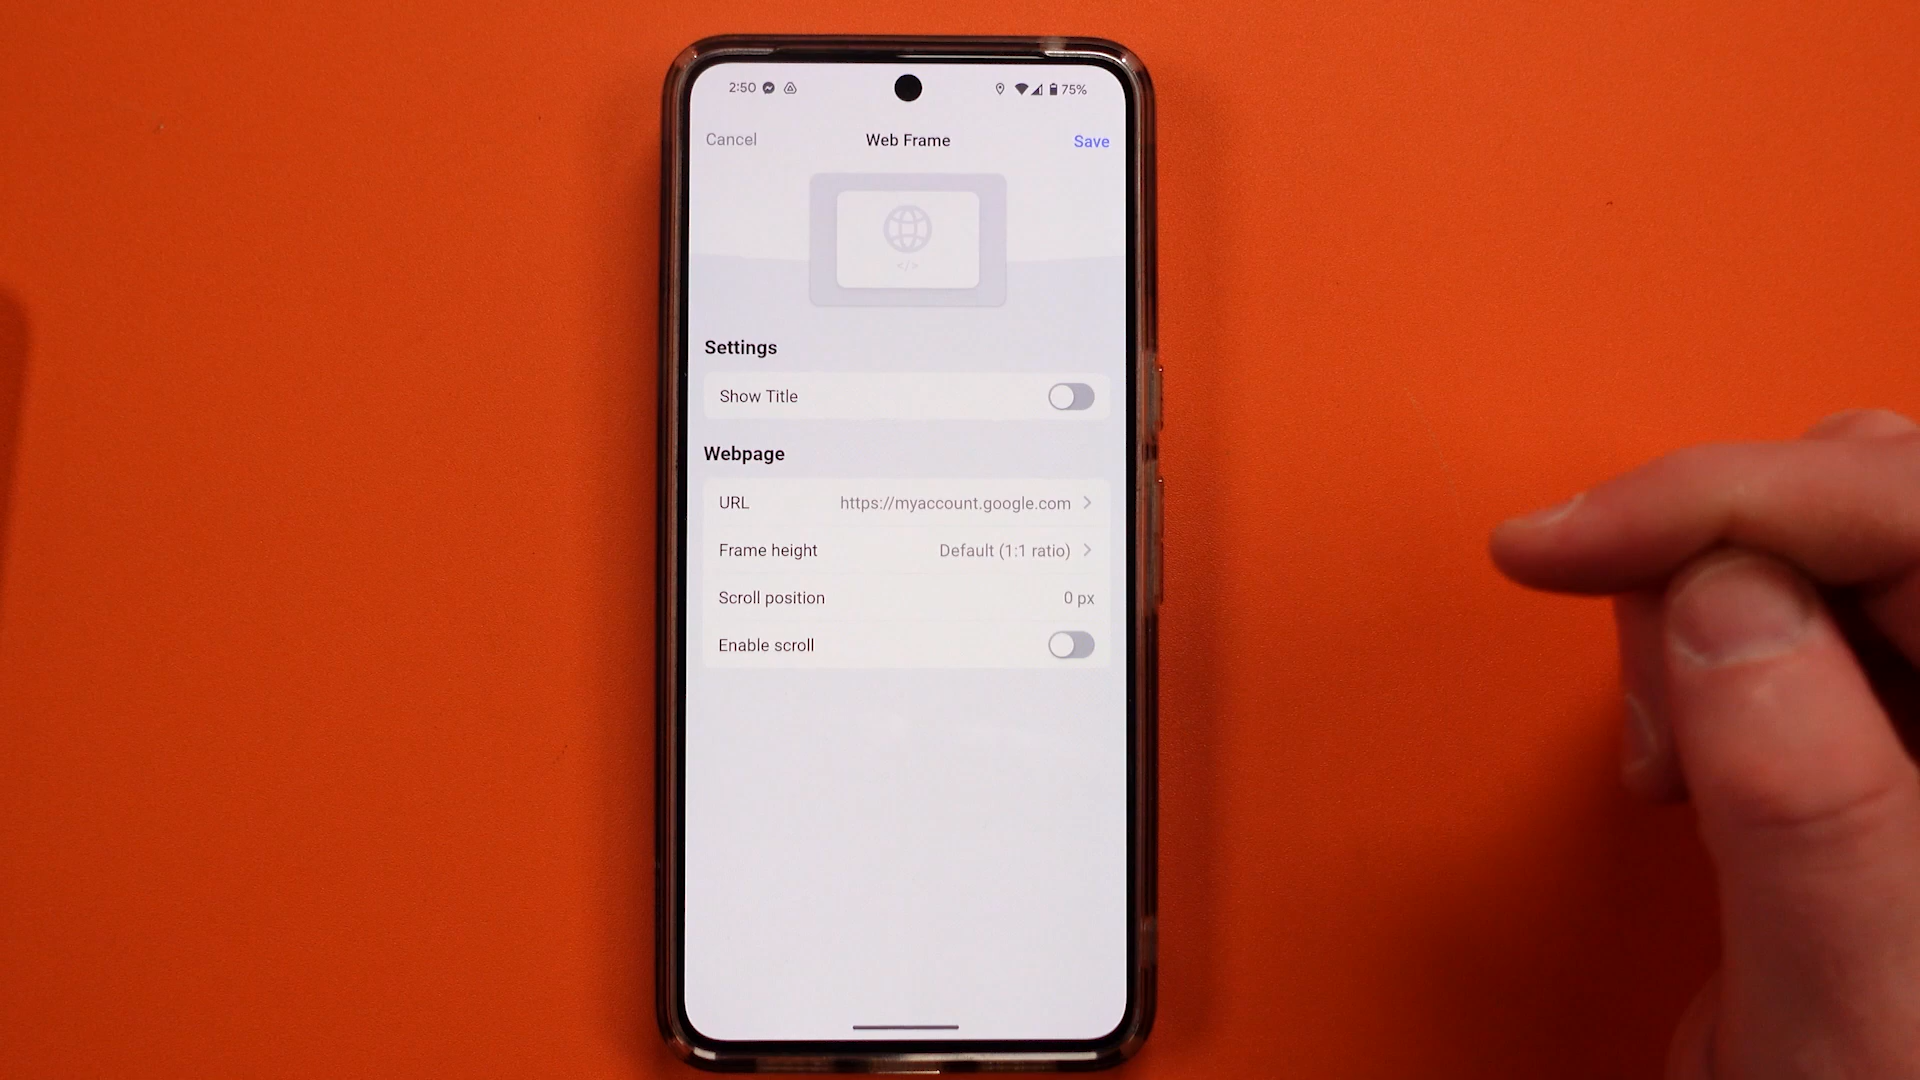 2:50 75%
Cancel Web Frame Save
</>
Settings
Show Title
Webpage
URL https://myaccount.google.com
Frame height Default (1:1 ratio)
Scroll position 0 px
Enable scroll